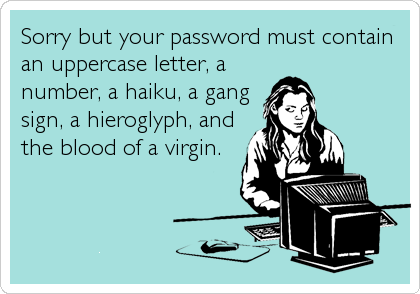 Sorry but your password must contain
an uppercase letter, a
number, a haiku, a gang
sign, a hieroglyph, and
the blood of a virgin.